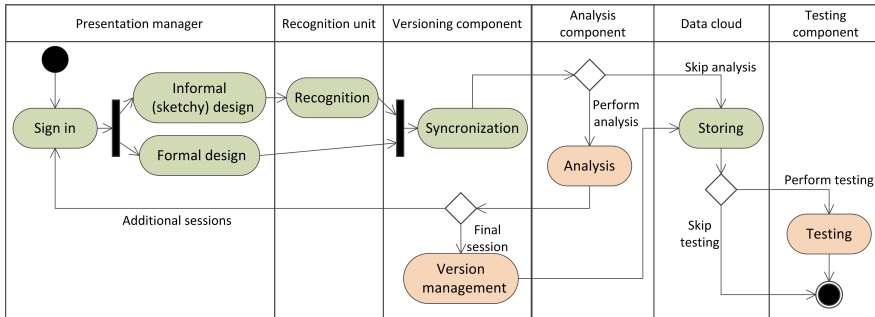 Presentation manager
Recognition unit
Versioning component
Analysis
component
Data cloud
Testing
component
Informal
(sketchy) design
Recognition
Sign in
Formal design
Syncronization
Skip analysis
Perform
analysis
Storing
Analysis
Additional sessions
Final
session
Version
management
Perform testing
Skip
testing
Testing